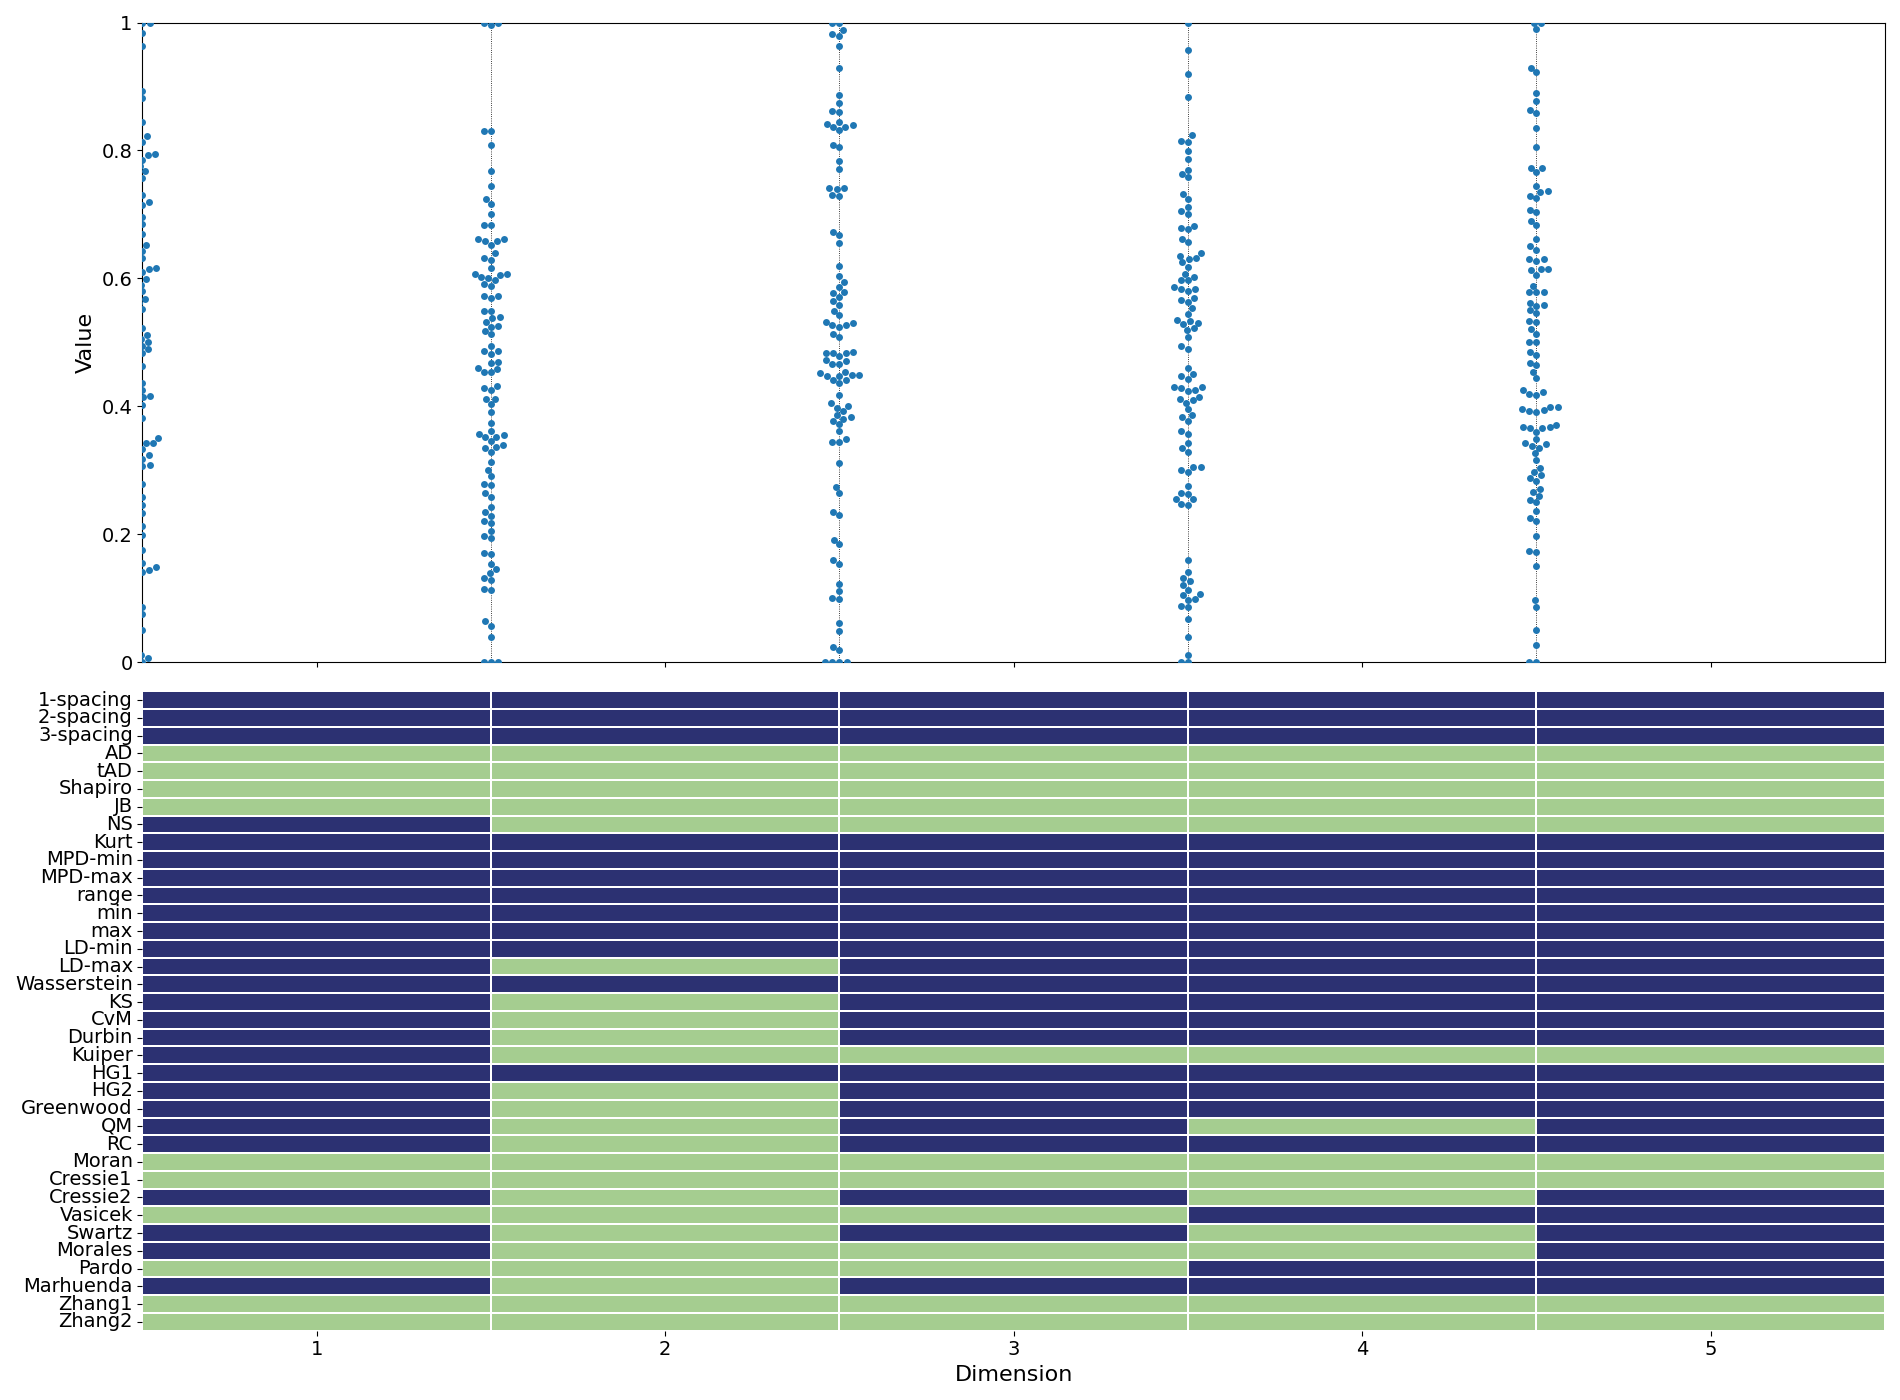 1
0.8
0.6
Value
0.4
0.2
0
1-spacing
2-spacing
3-spacing
AD
tAD
Shapiro
JB
NS
Kurt
MPD-min
MPD-max
range
min
max
LD-min
LD-max
Wasserstein
KS
CvM
Durbin
Kuiper
HG1
HG2
Greenwood
QM
RC
Moran
Cressie1
Cressie2
Vasicek
Swartz
Morales
Pardo
Marhuenda
Zhang1
Zhang2
1 2 3 4 5
Dimension